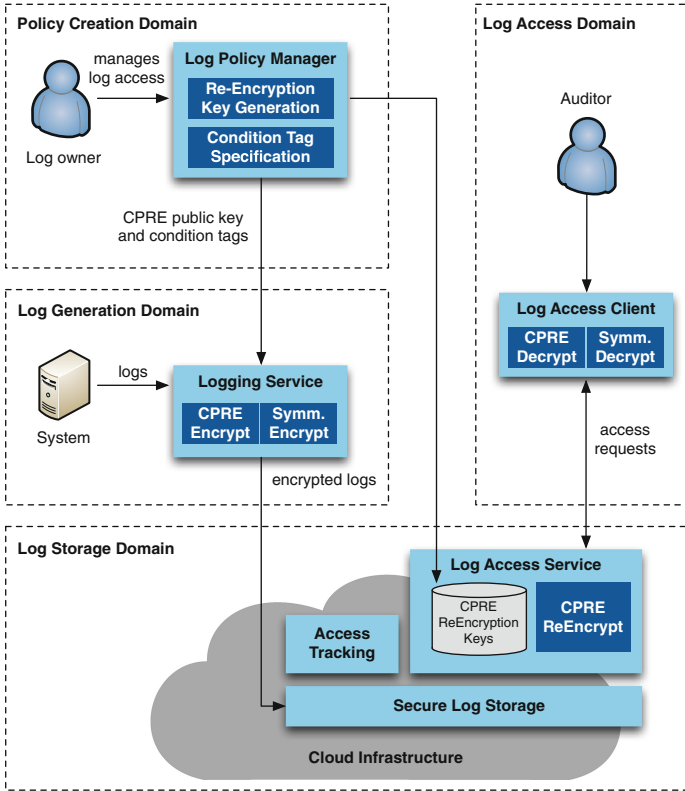 Policy Creation Domain
manages
log access
Log owner
Log Policy Manager
Re-Encryption
Key Generation
Condition Tag
Specification
CPRE public key
and condition tags
Log Access Domain
Auditor
Log Access Client
CPRE
Decrypt
Symm.
Decrypt
access
requests
Log Generation Domain
logs
System
Logging Service
CPRE
Encrypt
Symm.
Encrypt
encrypted logs
Log Storage Domain
Log Access Service
CPRE
ReEncryption
Keys
CPRE
ReEncrypt
Access
Tracking
Secure Log Storage
Cloud Infrastructure